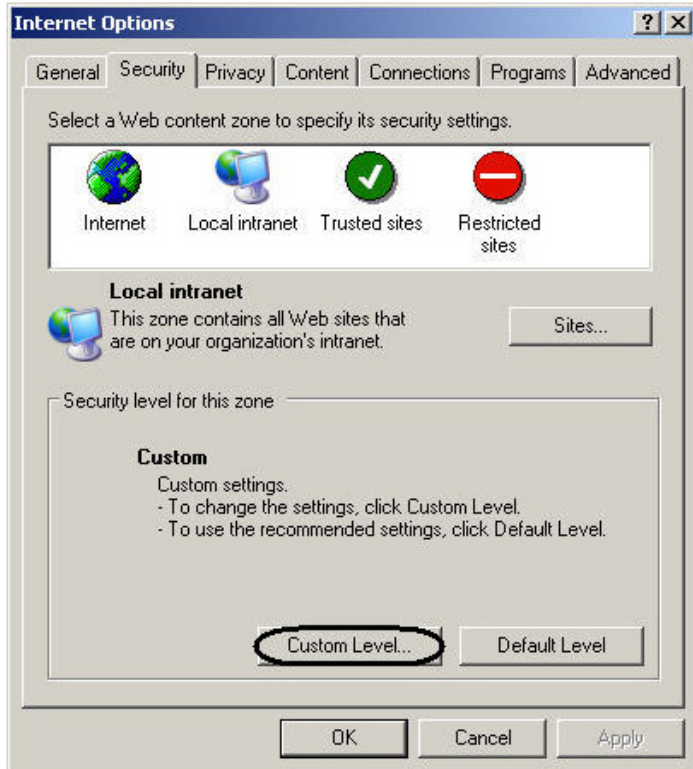 Internet Options
General Security Privacy Content Connections Programs Advanced
Select a Web content zone to specify its security settings.
Internet Local intranet Trusted sites Restricted
sites
Local intranet
This zone contains all Web sites that
are on your organization's intranet.
Sites...
Security level for this zone
Custom
Custom settings.
- To change the settings, click Custom Level.
- To use the recommended settings, click Default Level.
Custom Level... Default Level
OK Cancel Apply